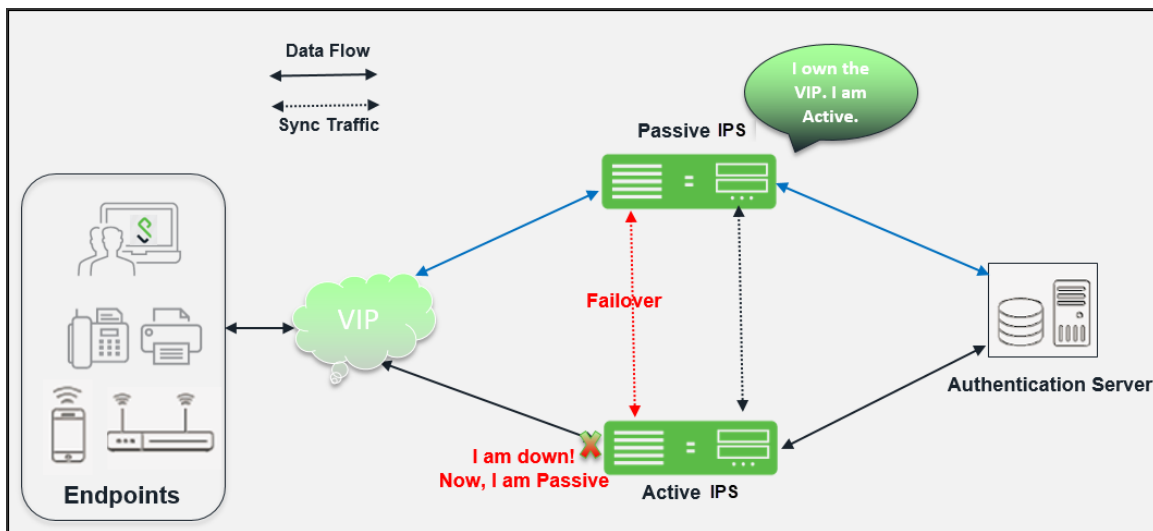 Data Flow
Sync Traffic
I own the
VIP. I am
Active.
Passive IPS
VIP
Failover
Authentication Server
I am down!
Now, I am Passive
Active IPS
Endpoints